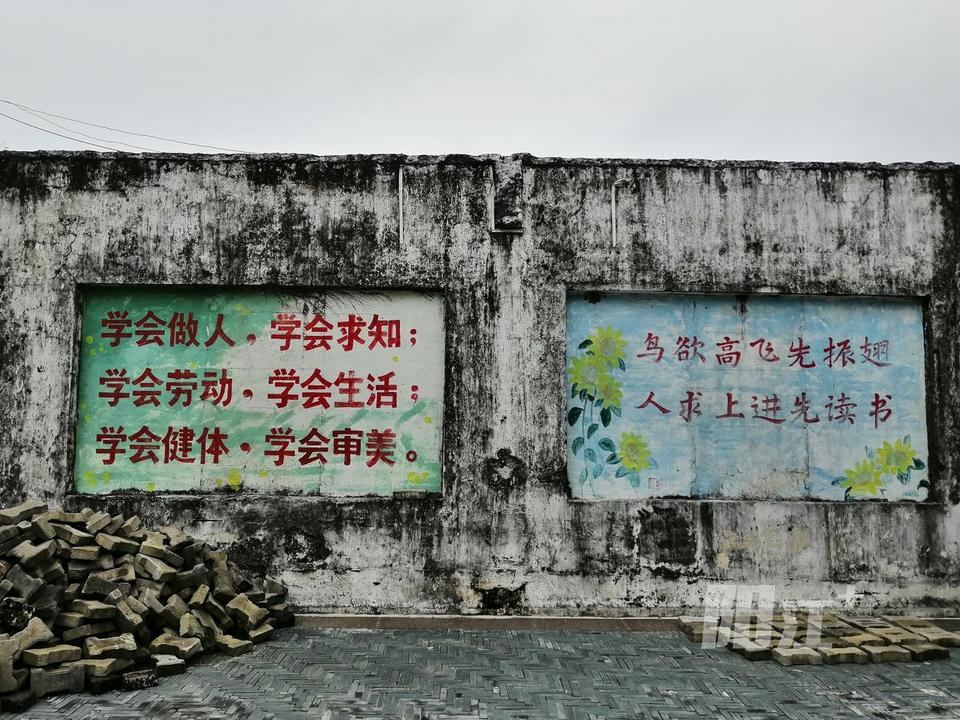 学会做人，学会求知；
学会劳动，学会生活；
学会健体，学会审美。
鸟欲高飞先振翅
人求上进先读书
阳江+